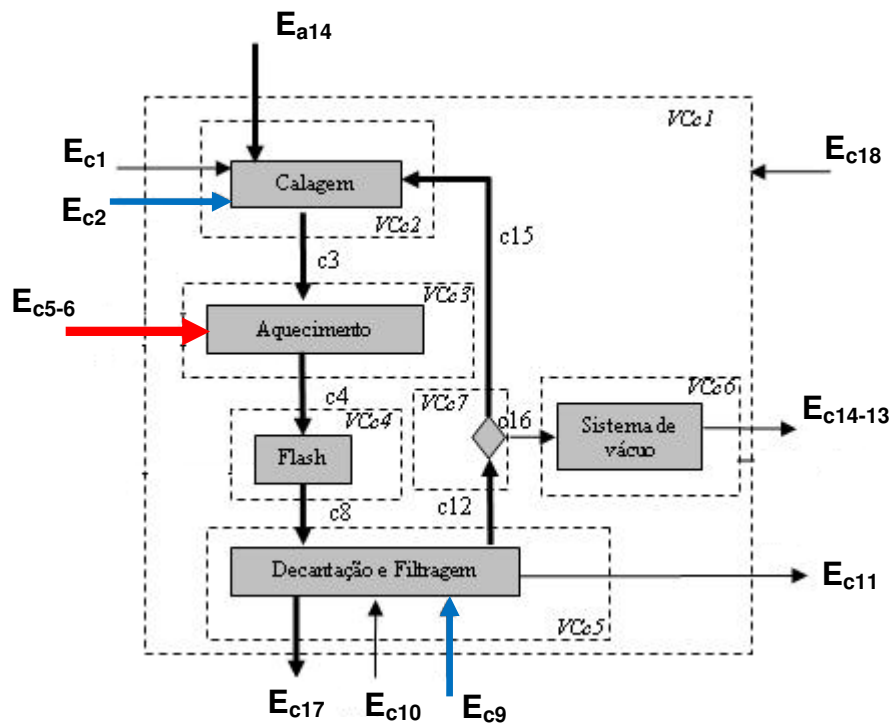 Ea14
VCc1
Ec1
Calagem
Ec18
Ec2
VCc2
c15
c3
Ec5-6
VCc3
Aquecimento
c4
VCc7
VCc6
VCc4
c16
Ec14-13
Flash
Sistema de
vácuo
c8
c12
Decantação e Filtragem
Ec11
VCc5
Ec17
Ec10
Ec9